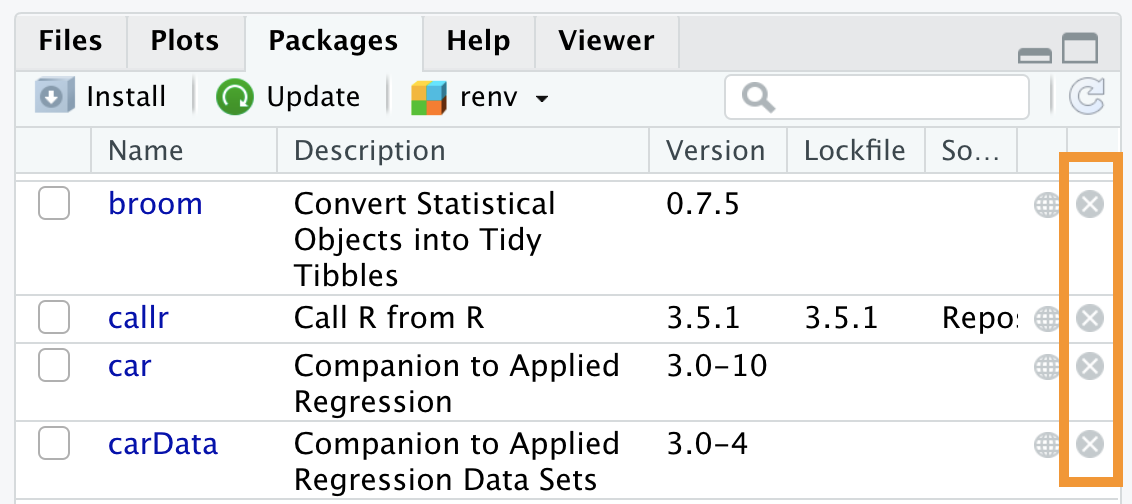 Files Plots Packages Help Viewer
Install Update renv
Name Description Version Lockfile So...
broom Convert Statistical 0.7.5
Objects into Tidy
Tibbles
callr Call R from R 3.5.1 3.5.1 Repos
car Companion to Applied 3.0-10
Regression
carData Companion to Applied 3.0-4
Regression Data Sets